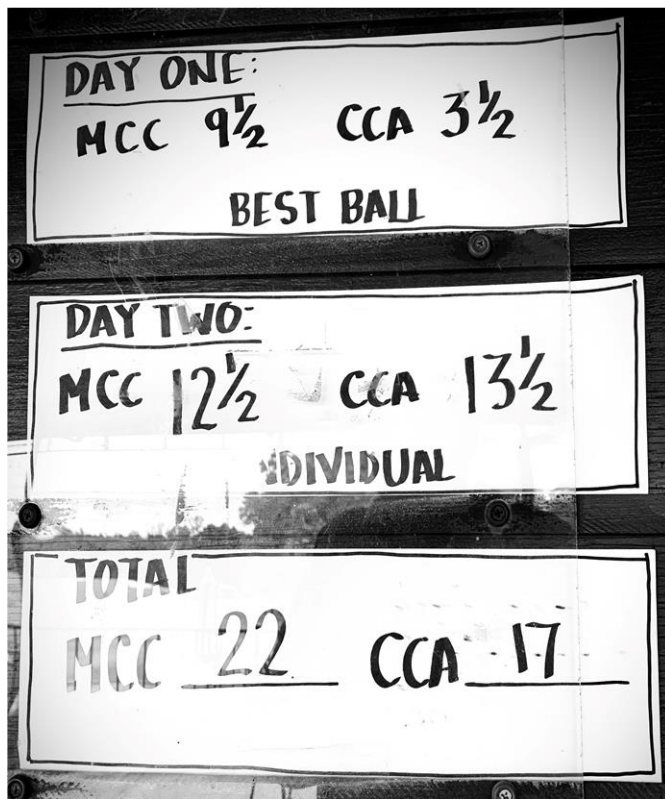 DAY ONE:
MCC 9½ CCA 3½
BEST BALL
DAY TWO:
MCC 12½ CCA 13½
INDIVIDUAL
TOTAL
MCC 22 CCA 17